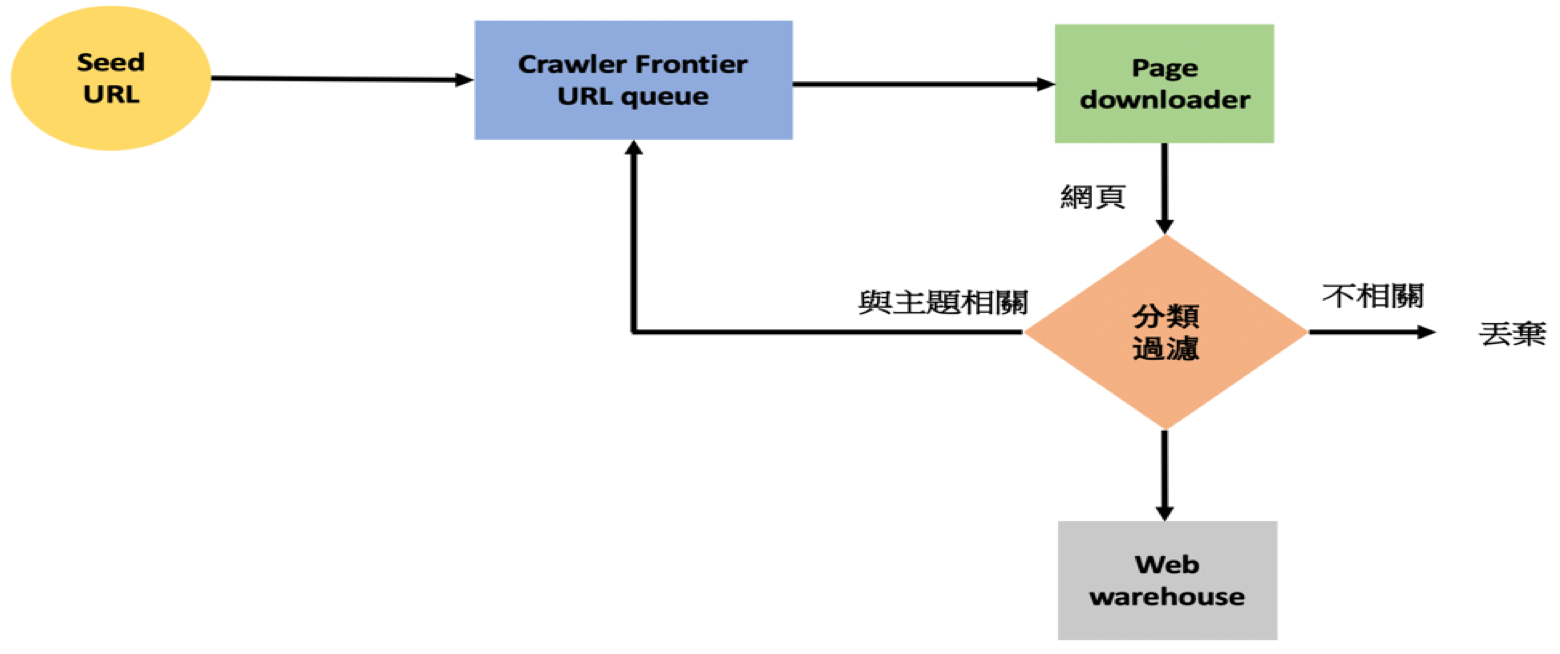 Seed
URL
Crawler Frontier
URL queue
Page
downloader
網頁
與主題相關
分類
過濾
不相關
丟棄
Web
warehouse